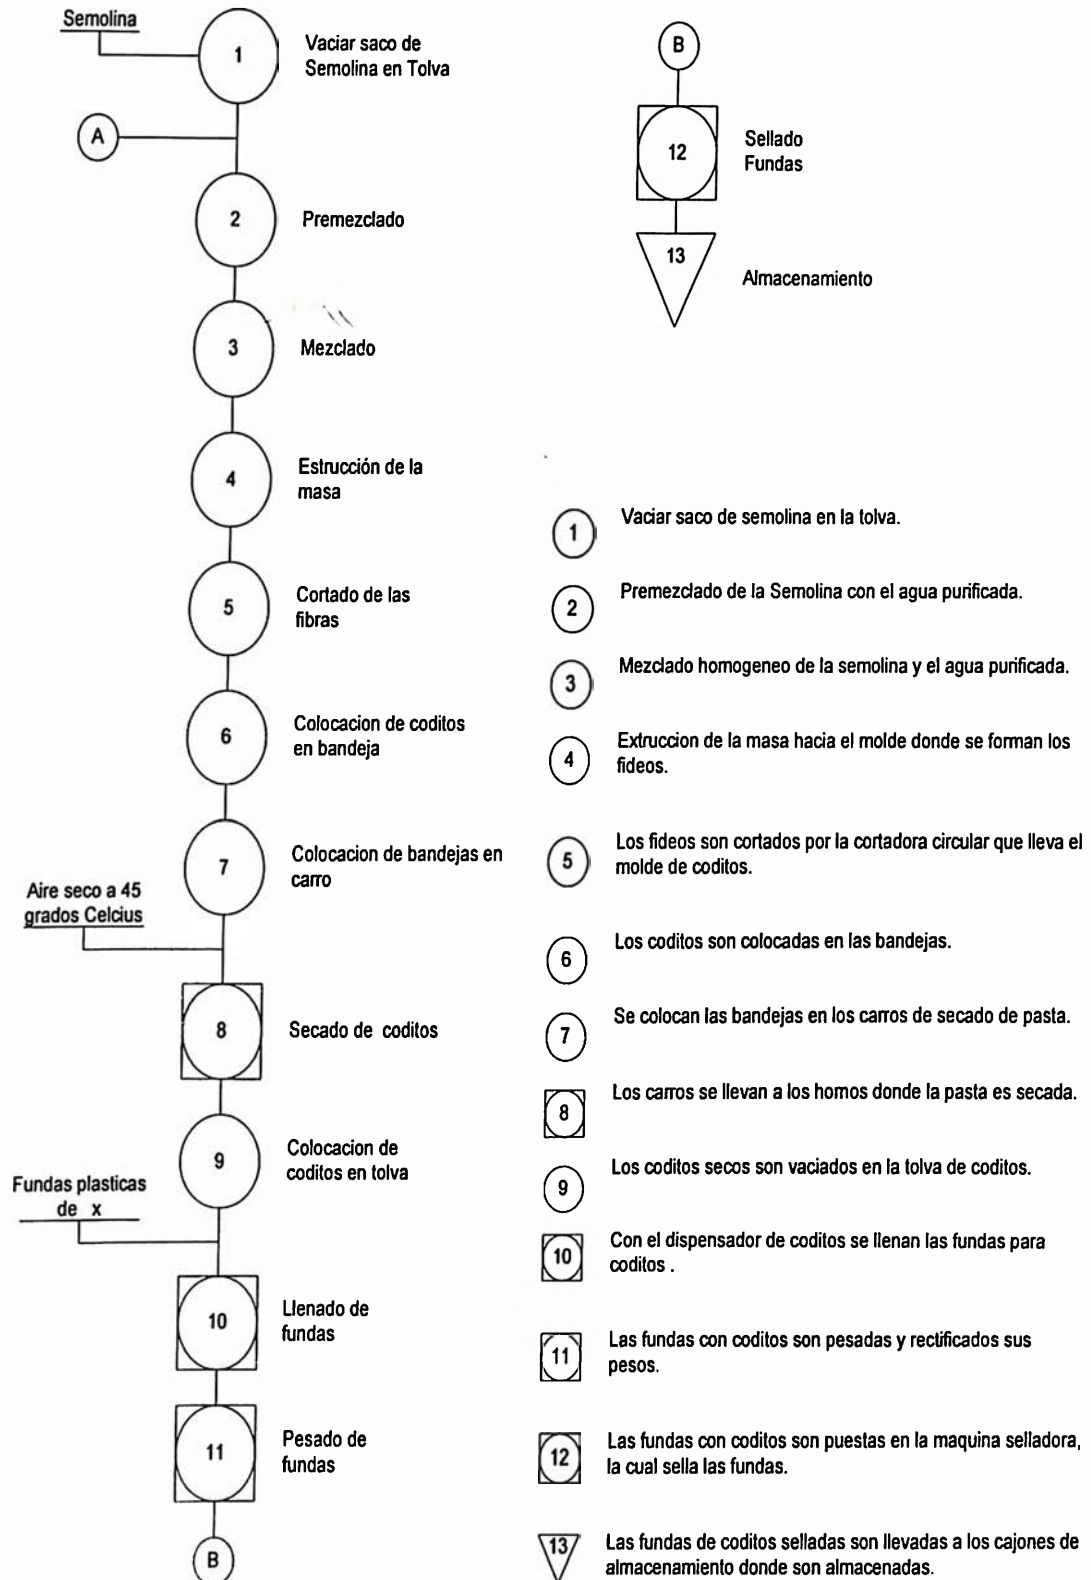 Semolina
1
Vaciar saco de
Semolina en Tolva
A
2
Premezclado
3
Mezclado
4
Estrucción de la
masa
5
Cortado de las
fibras
6
Colocacion de coditos
en bandeja
7
Colocacion de bandejas en
carro
Aire seco a 45
grados Celcius
8
Secado de coditos
9
Colocacion de
coditos en tolva
Fundas plasticas
de x
10
Llenado de
fundas
11
Pesado de
fundas
B
B
12
Sellado
Fundas
13
Almacenamiento
1
Vaciar saco de semolina en la tolva.
2
Premezclado de la Semolina con el agua purificada.
3
Mezclado homogeneo de la semolina y el agua purificada.
4
Extruccion de la masa hacia el molde donde se forman los
fideos.
5
Los fideos son cortados por la cortadora circular que lleva el
molde de coditos.
6
Los coditos son colocadas en las bandejas.
7
Se colocan las bandejas en los carros de secado de pasta.
8
Los carros se llevan a los hornos donde la pasta es secada.
9
Los coditos secos son vaciados en la tolva de coditos.
10
Con el dispensador de coditos se llenan las fundas para
coditos .
11
Las fundas con coditos son pesadas y rectificados sus
pesos.
12
Las fundas con coditos son puestas en la maquina selladora,
la cual sella las fundas.
13
Las fundas de coditos selladas son llevadas a los cajones de
almacenamiento donde son almacenadas.